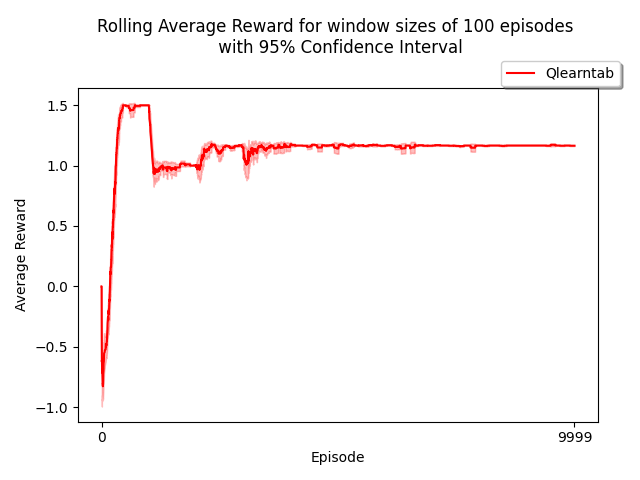 Rolling Average Reward for window sizes of 100 episodes
with 95% Confidence Interval
Qlearntab
1.5
1.0
0.5
0.0
−0.5
−1.0
Average Reward
0
9999
Episode